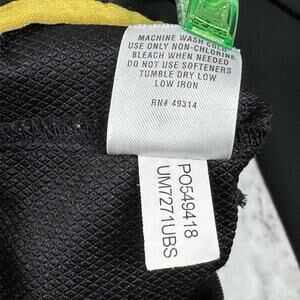 MACHINE WASH COLD
USE ONLY NON-CHLORINE
BLEACH WHEN NEEDED
DO NOT USE SOFTENERS
TUMBLE DRY LOW
LOW IRON
RN# 49314
PO549418
UM7271UBS